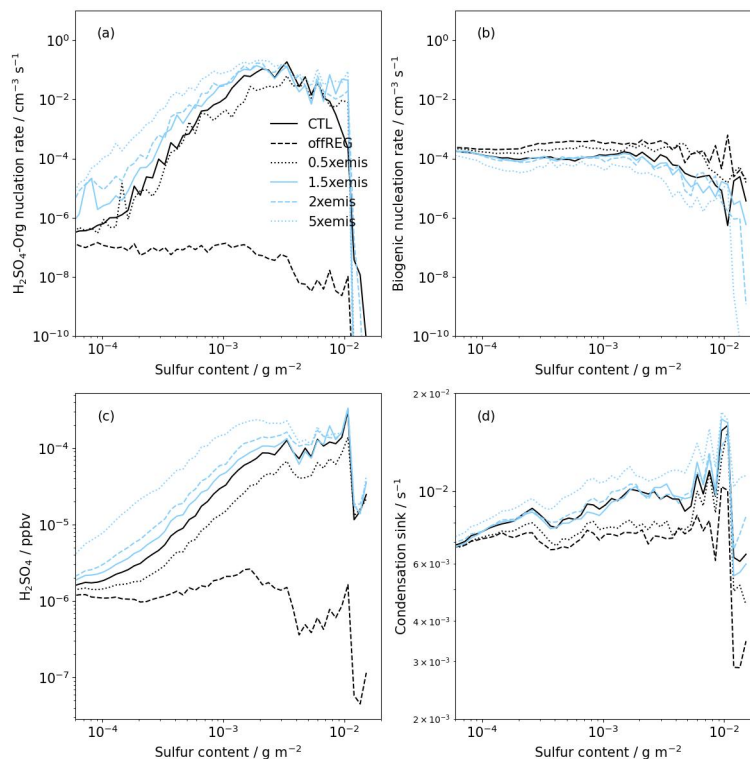 (a)
10⁰
10⁻²
10⁻⁴
10⁻⁶
10⁻⁸
10⁻¹⁰
H₂SO₄-Org nuclation rate / cm⁻³ s⁻¹
CTL
offREG
0.5xemis
1.5xemis
2xemis
5xemis
10⁻⁴ 10⁻³ 10⁻²
Sulfur content / g m⁻²
(b)
10⁰
10⁻²
10⁻⁴
10⁻⁶
10⁻⁸
10⁻¹⁰
Biogenic nucleation rate / cm⁻³ s⁻¹
10⁻⁴ 10⁻³ 10⁻²
Sulfur content / g m⁻²
(c)
10⁻⁴
10⁻⁵
10⁻⁶
10⁻⁷
H₂SO₄ / ppbv
10⁻⁴ 10⁻³ 10⁻²
Sulfur content / g m⁻²
(d)
2 × 10⁻²
10⁻²
6 × 10⁻³
4 × 10⁻³
3 × 10⁻³
2 × 10⁻³
Condensation sink / s⁻¹
10⁻⁴ 10⁻³ 10⁻²
Sulfur content / g m⁻²